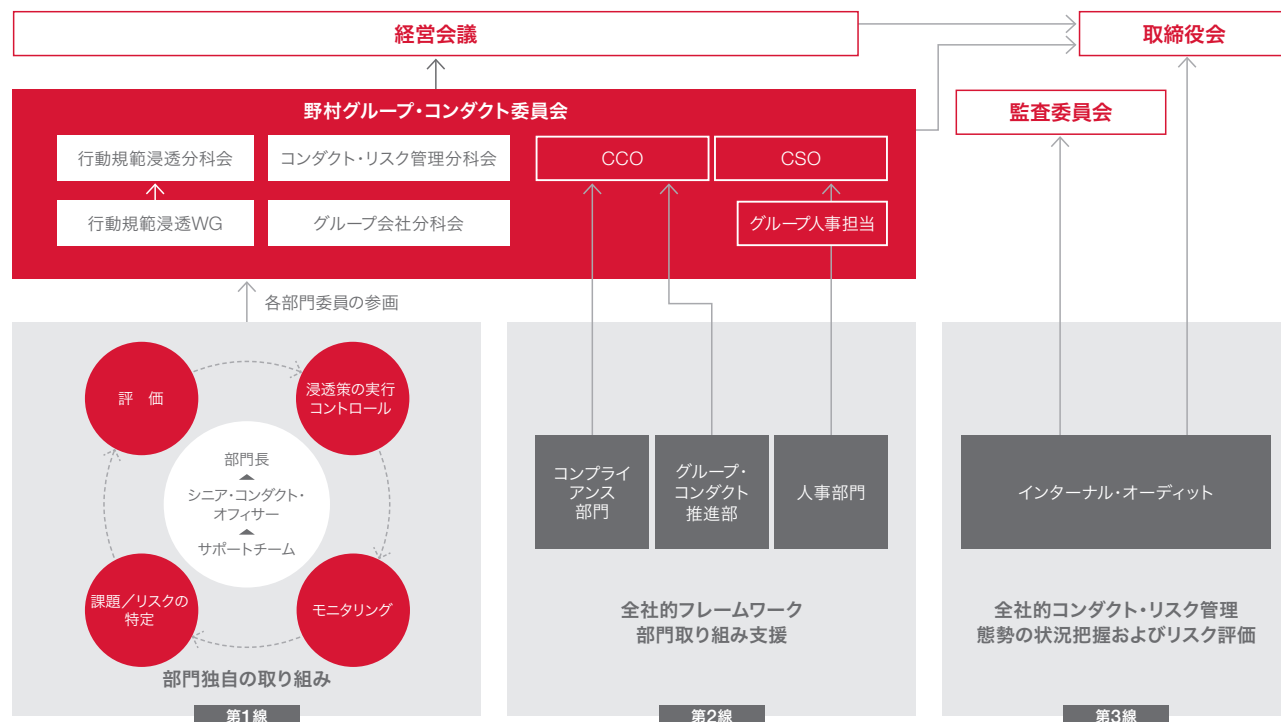 経営会議
取締役会
野村グループ・コンダクト委員会
監査委員会
行動規範浸透分科会
コンダクト・リスク管理分科会
CCO
CSO
行動規範浸透WG
グループ会社分科会
グループ人事担当
各部門委員の参画
評 価
浸透策の実行
コントロール
部門長
シニア・コンダクト・
オフィサー
サポートチーム
課題／リスクの
特定
モニタリング
部門独自の取り組み
第1線
コンプライ
アンス
部門
グループ・
コンダクト
推進部
人事部門
全社的フレームワーク
部門取り組み支援
第2線
インターナル・オーディット
全社的コンダクト・リスク管理
態勢の状況把握およびリスク評価
第3線